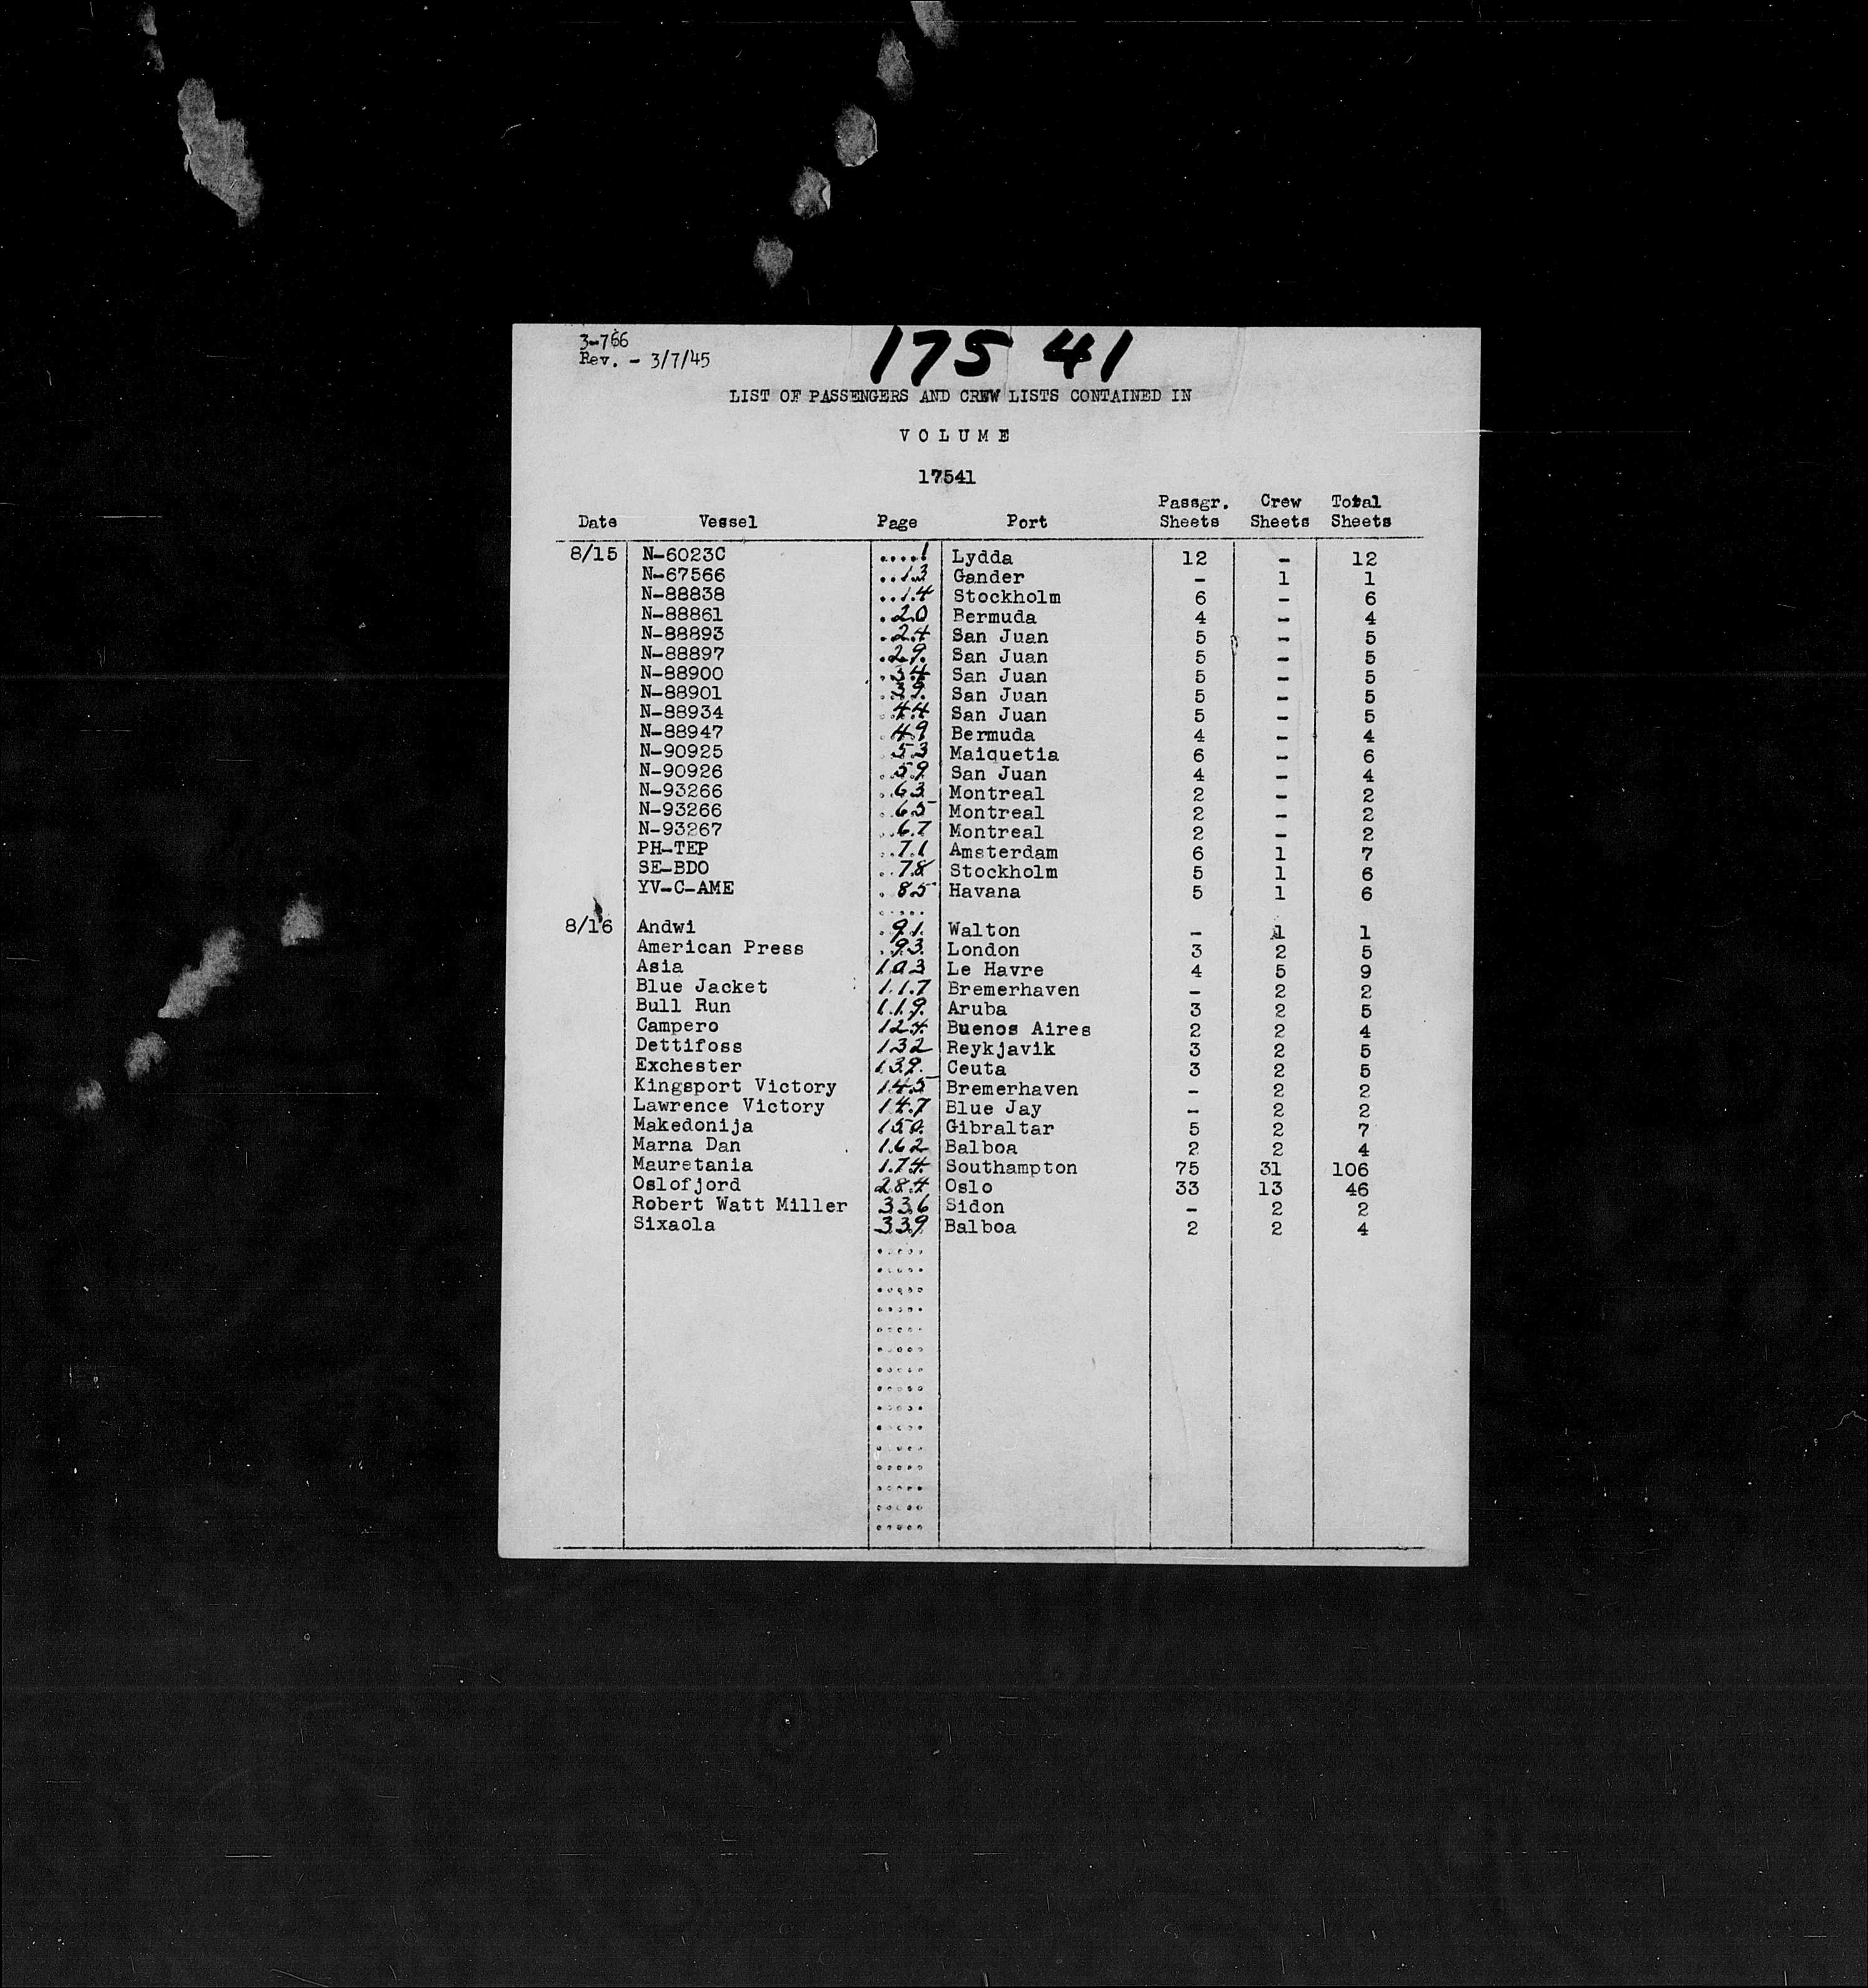 3-766
Rev. - 3/7/45
175 41
LIST OF PASSENGERS AND CREW LISTS CONTAINED IN
VOLUME
17541
Date Vessel Page Port Passgr. Sheets Crew Sheets Total Sheets
8/15 N-6023C 1 Lydda 12 - 12
N-67566 13 Gander - 1 1
N-88838 14 Stockholm 6 - 6
N-88861 20 Bermuda 4 - 4
N-88893 24 San Juan 5 - 5
N-88897 29 San Juan 5 - 5
N-88900 34 San Juan 5 - 5
N-88901 39 San Juan 5 - 5
N-88934 44 San Juan 5 - 5
N-88947 49 Bermuda 4 - 4
N-90925 53 Maiquetia 6 - 6
N-90926 59 San Juan 4 - 4
N-93266 63 Montreal 2 - 2
N-93266 65 Montreal 2 - 2
N-93267 67 Montreal 2 - 2
PH-TEP 71 Amsterdam 6 1 7
SE-BDO 78 Stockholm 5 1 6
YV-C-AME 85 Havana 5 1 6
8/16 Andwi 91 Walton - 1 1
American Press 93 London 3 2 5
Asia 103 Le Havre 4 5 9
Blue Jacket 117 Bremerhaven - 2 2
Bull Run 119 Aruba 3 2 5
Campero 124 Buenos Aires 2 2 4
Dettifoss 132 Reykjavik 3 2 5
Exchester 139 Ceuta 3 2 5
Kingsport Victory 145 Bremerhaven - 2 2
Lawrence Victory 147 Blue Jay - 2 2
Makedonija 150 Gibraltar 5 2 7
Marna Dan 162 Balboa 2 2 4
Mauretania 174 Southampton 75 31 106
Oslofjord 284 Oslo 33 13 46
Robert Watt Miller 336 Sidon - 2 2
Sixaola 339 Balboa 2 2 4